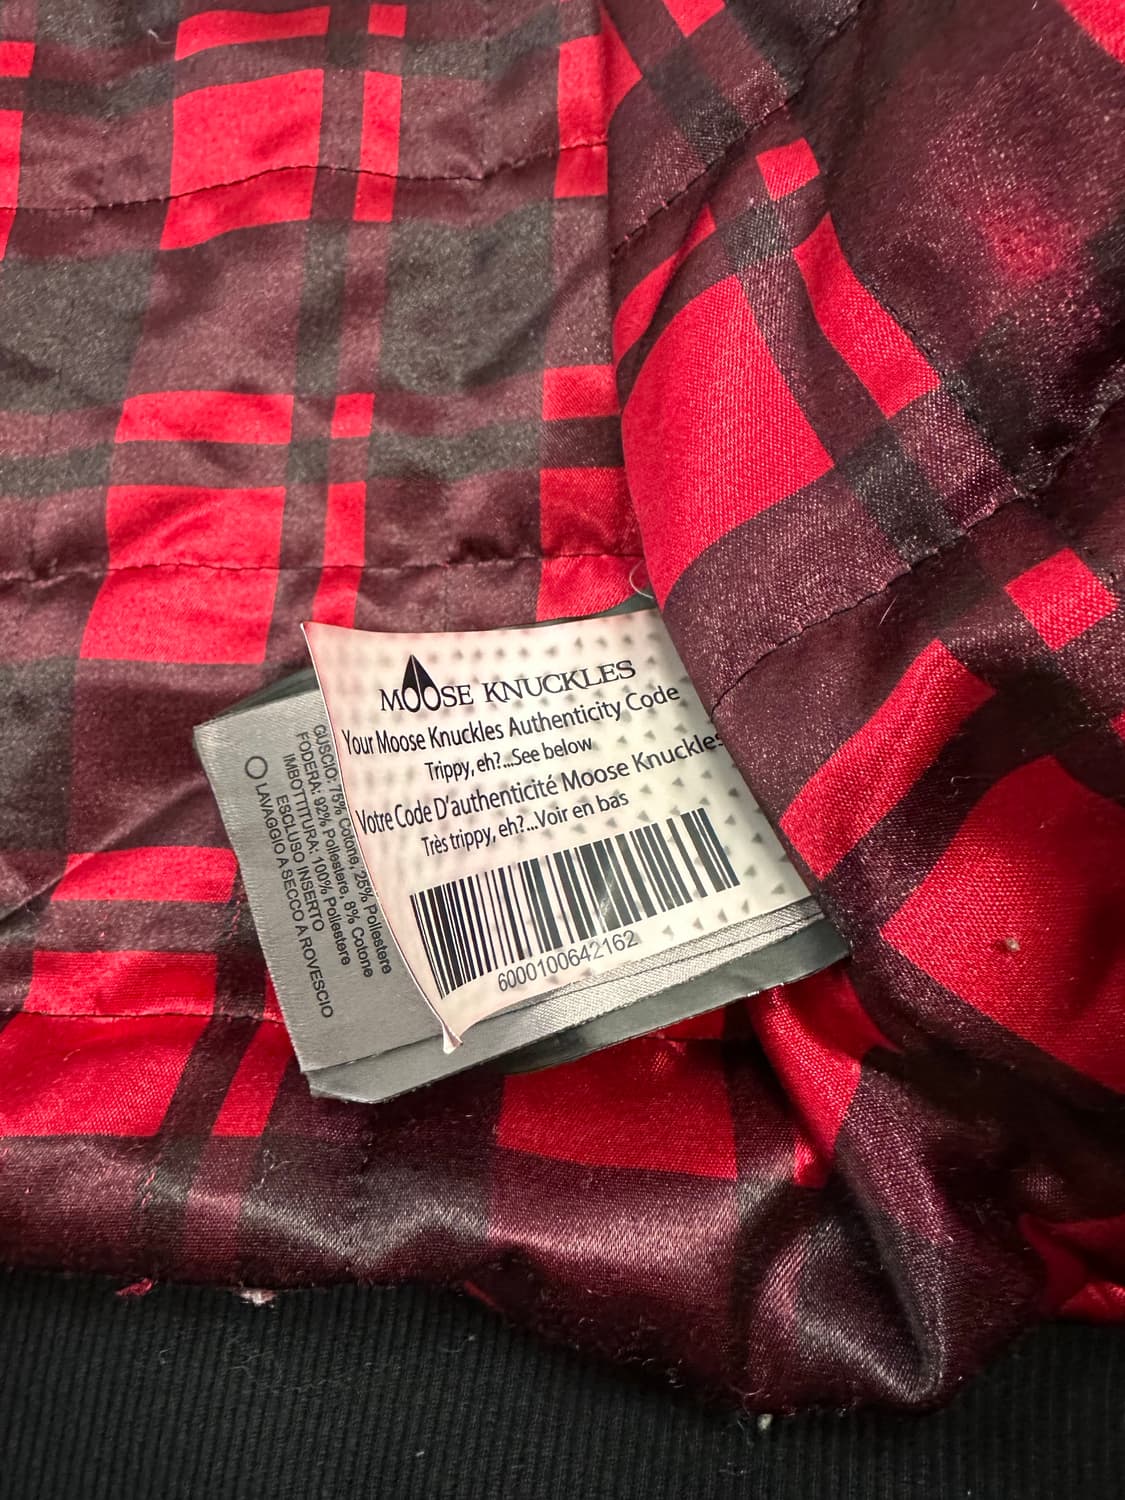 MOOSE KNUCKLES
Your Moose Knuckles Authenticity Code
Trippy, eh?...See below
Votre Code D'authenticité Moose Knuckles
Très trippy, eh?...Voir en bas
6000100642162
GUSCIO: 75% Cotone, 25% Poliestere
FODERA: 92% Poliestere, 8% Cotone
IMBOTTITURA: 100% Poliestere
ESCLUSO INSERTO
LAVAGGIO A SECCO A ROVESCIO